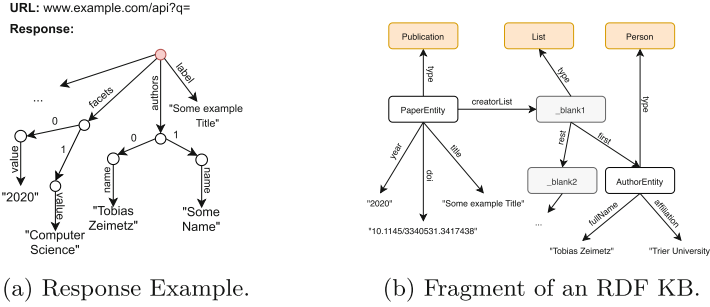 URL: www.example.com/api?q=
Response:
...
facets
authors
label
"Some example
Title"
0
1
0
1
value
value
name
name
"2020"
"Computer
Science"
"Tobias
Zeimetz"
"Some
Name"
(a) Response Example.
Publication
List
Person
type
type
type
PaperEntity
creatorList
_blank1
year
doi
title
rest
first
_blank2
AuthorEntity
"2020"
"Some example Title"
...
fullName
affiliation
"10.1145/3340531.3417438"
"Tobias Zeimetz"
"Trier University
(b) Fragment of an RDF KB.